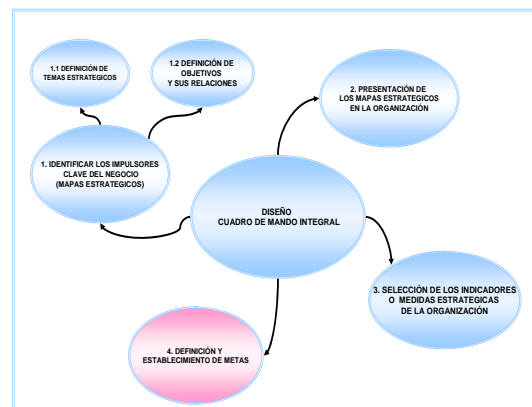 1.1 DEFINICIÓN DE
TEMAS ESTRATEGICOS
1.2 DEFINICIÓN DE
OBJETIVOS
Y SUS RELACIONES
1. IDENTIFICAR LOS IMPULSORES
CLAVE DEL NEGOCIO
(MAPAS ESTRATEGICOS)
2. PRESENTACIÓN DE
LOS MAPAS ESTRATEGICOS
EN LA ORGANIZACIÓN
DISEÑO
CUADRO DE MANDO INTEGRAL
3. SELECCIÓN DE LOS INDICADORES
O MEDIDAS ESTRATEGICAS
DE LA ORGANIZACIÓN
4. DEFINICIÓN Y
ESTABLECIMIENTO DE METAS